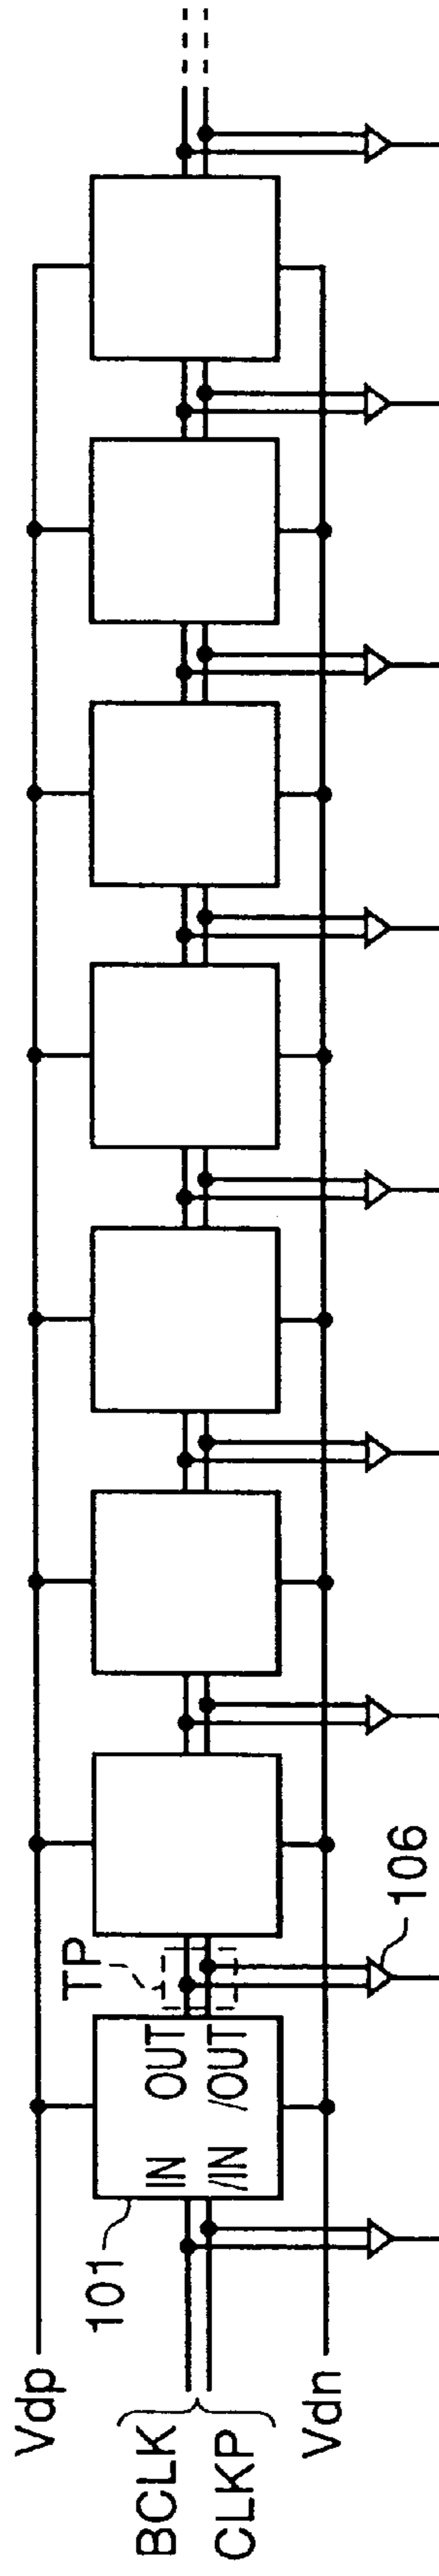 Vdp
BCLK
CLKP
Vdn
101
IN
/IN
OUT
/OUT
TP
106